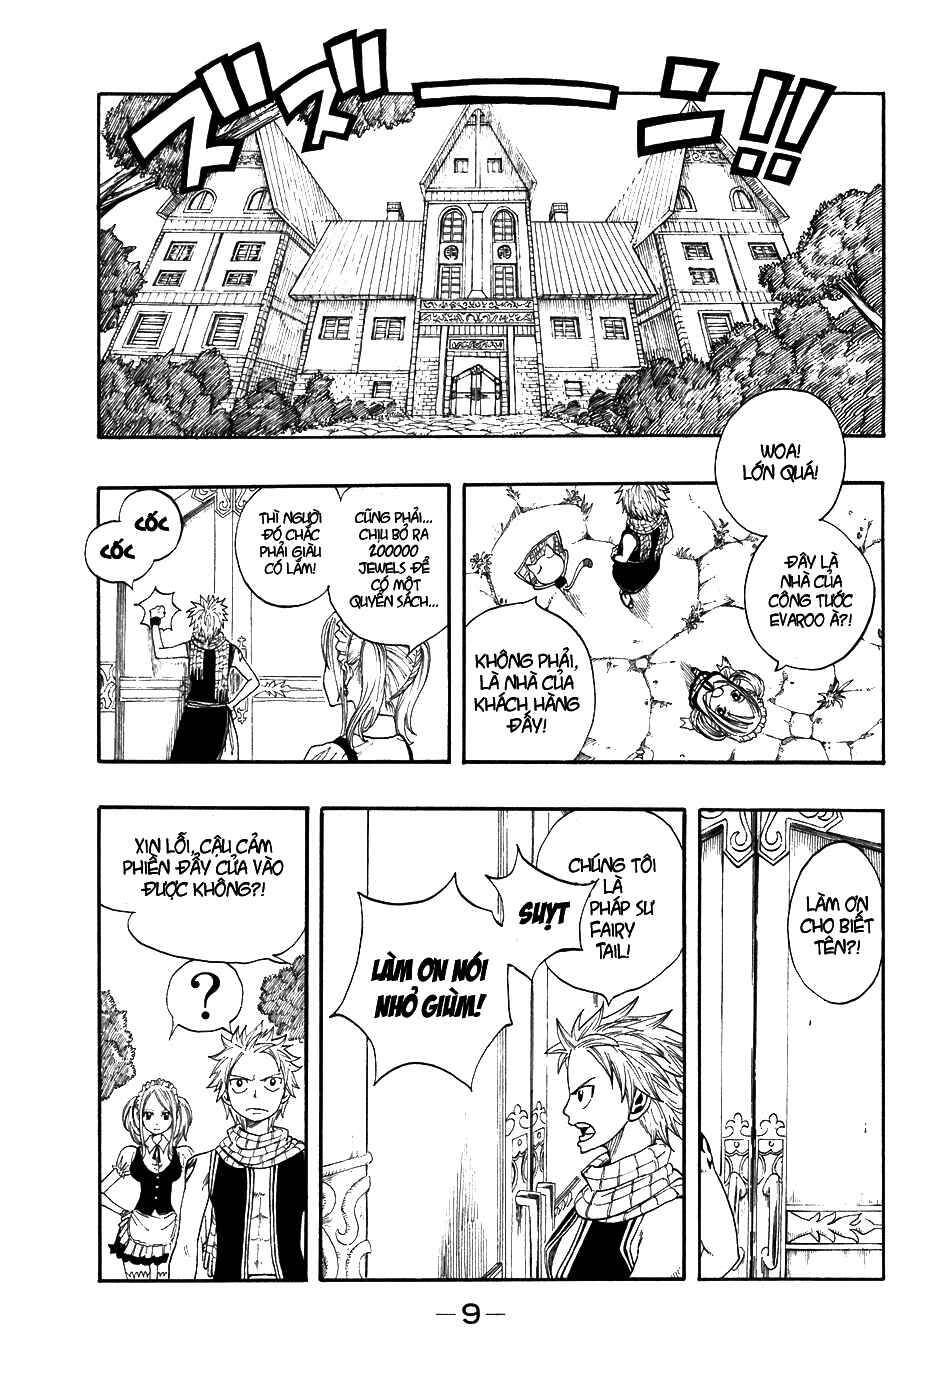 ズズーン!!
WOA!
LỚN QUÁ!
ĐÂY LÀ
NHÀ CỦA
CÔNG TƯỚC
EVAROO À?!
KHÔNG PHẢI,
LÀ NHÀ CỦA
KHÁCH HÀNG
ĐẤY!
CŨNG PHẢI...
CHỊU BỎ RA
200000
JEWELS ĐỂ
CÓ MỘT
QUYỂN SÁCH...
THÌ NGƯỜI
ĐÓ CHẮC
PHẢI GIÀU
CÓ LẮM!
CỐC
CỐC
LÀM ƠN
CHO BIẾT
TÊN?!
CHÚNG TÔI
LÀ
PHÁP SƯ
FAIRY
TAIL!
SUỴT
LÀM ƠN NÓI
NHỎ GIÙM!
XIN LỖI, CẬU CẢM
PHIỀN ĐẨY CỬA VÀO
ĐƯỢC KHÔNG?!
?
-9-